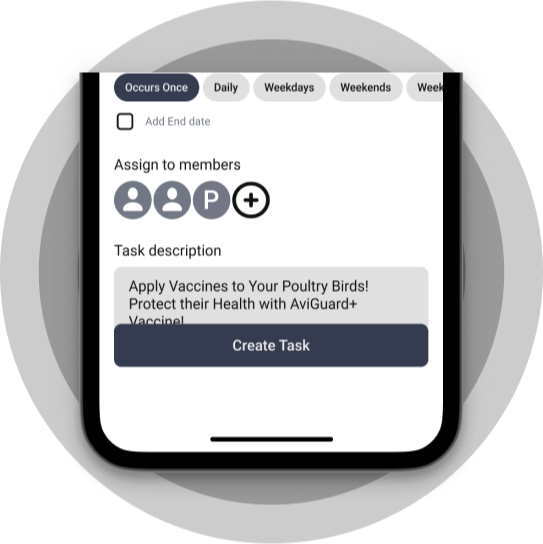 Occurs Once Daily Weekdays Weekends Week
Add End date
Assign to members
P
Task description
Apply Vaccines to Your Poultry Birds!
Protect their Health with AviGuard+
Vaccine!
Create Task